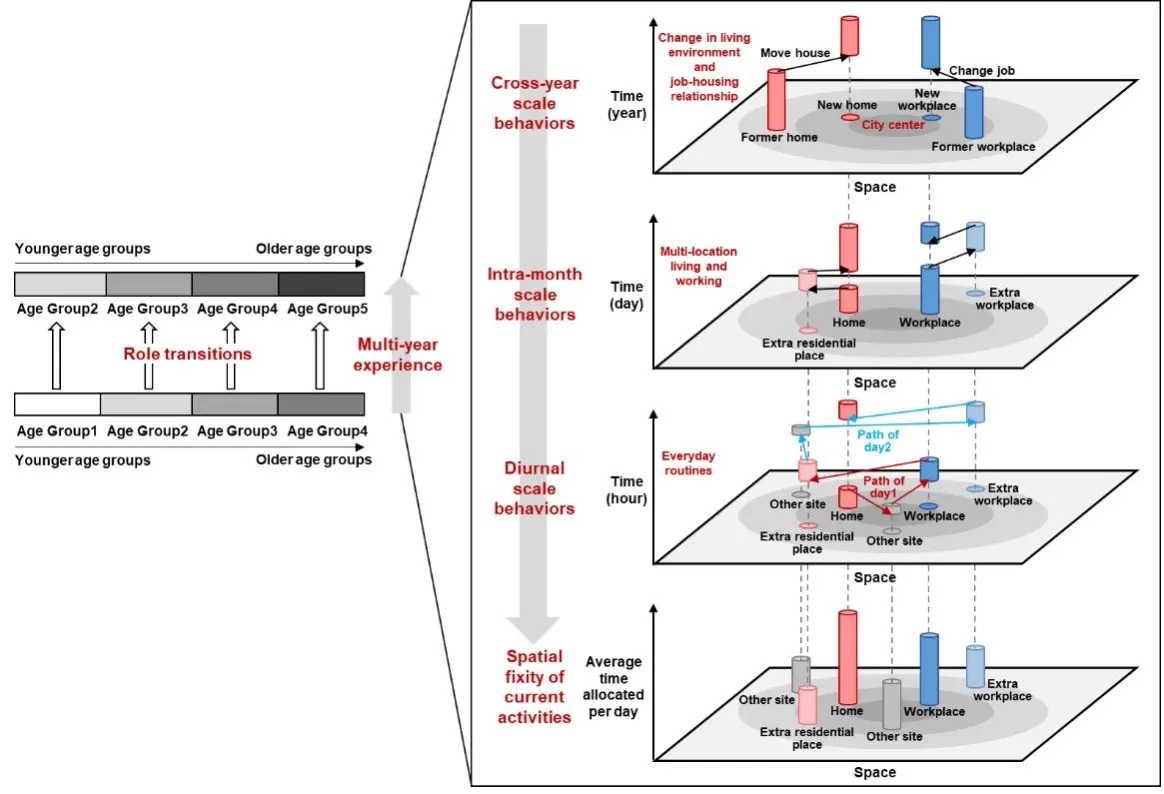 Younger age groups
Older age groups
Age Group2
Age Group3
Age Group4
Age Group5
Role transitions
Multi-year
experience
Age Group1
Age Group2
Age Group3
Age Group4
Younger age groups
Older age groups
Cross-year
scale
behaviors
Time
(year)
Change in living
environment
and
job-housing
relationship
Move house
Change job
New home
New
workplace
City center
Former home
Former workplace
Space
Intra-month
scale
behaviors
Time
(day)
Multi-location
living and
working
Home
Workplace
Extra
workplace
Extra residential
place
Space
Diurnal
scale
behaviors
Time
(hour)
Everyday
routines
Path of
day2
Path of
day1
Other site
Home
Workplace
Extra
workplace
Extra residential
place
Other site
Space
Spatial
fixity of
current
activities
Average
time
allocated
per day
Other site
Home
Workplace
Extra
workplace
Extra residential
place
Other site
Space